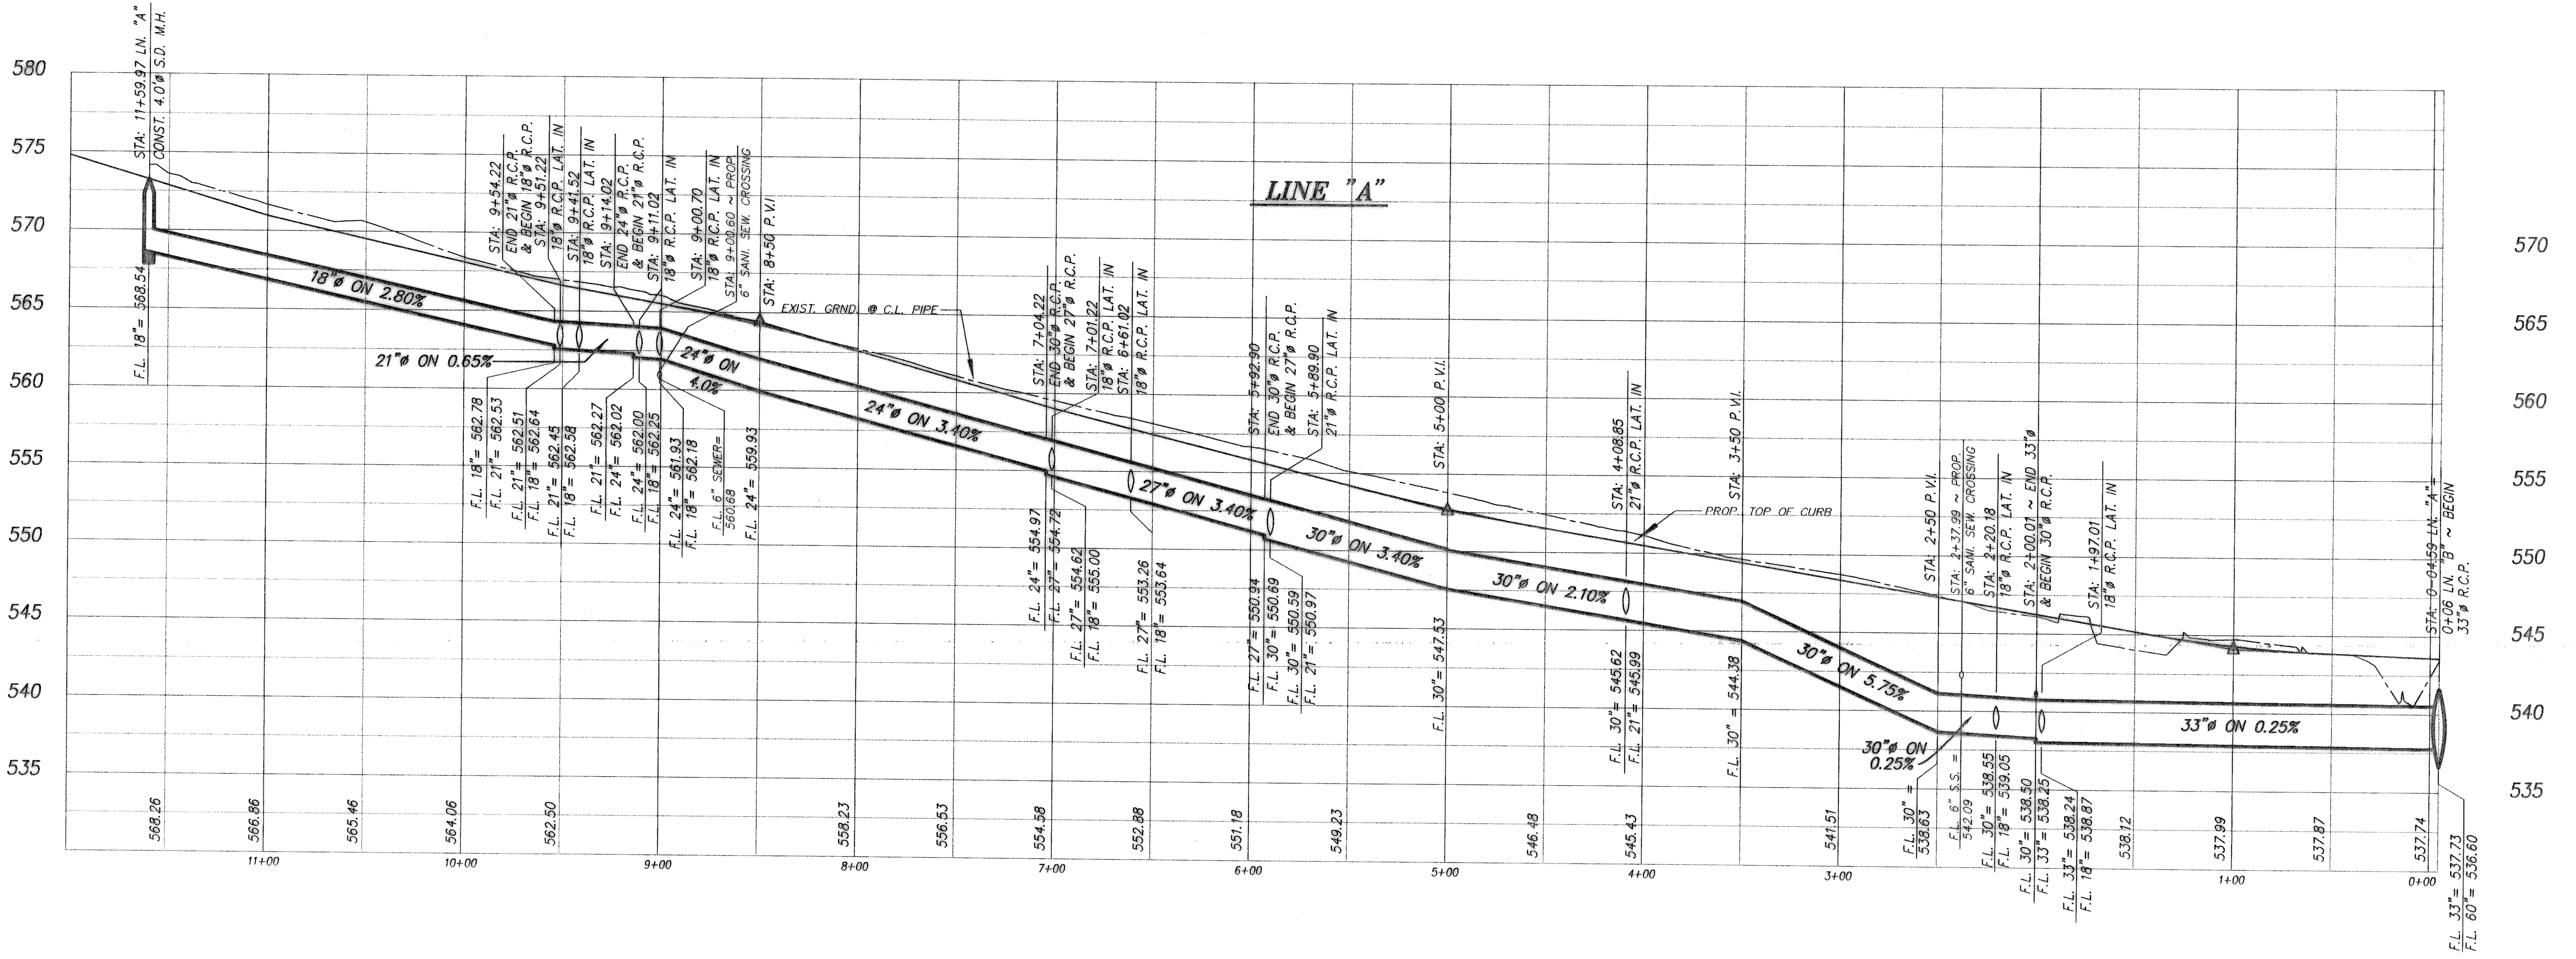 LINE "A"
580
575
570
565
560
555
550
545
540
535
570
565
560
555
550
545
540
535
STA: 11+59.97 LN. "A"
CONST. 4.0'ø S.D. M.H.
F.L. 18"= 568.54
18"ø ON 2.80%
STA: 9+54.22
END 21"ø R.C.P.
& BEGIN 18"ø R.C.P.
STA: 9+51.22
18"ø R.C.P. LAT. IN
STA: 9+41.52
18"ø R.C.P. LAT. IN
STA: 9+14.02
END 24"ø R.C.P.
& BEGIN 21"ø R.C.P.
STA: 9+11.02
18"ø R.C.P. LAT. IN
STA: 9+00.70
18"ø R.C.P. LAT. IN
STA: 9+00.60 ~ PROP.
6" SANI. SEW. CROSSING
STA: 8+50 P.V.I
EXIST. GRND. @ C.L. PIPE
21"ø ON 0.65%
24"ø ON
4.0%
24"ø ON 3.40%
F.L. 18"= 562.78
F.L. 21"= 562.53
F.L. 21"= 562.51
F.L. 18"= 562.64
F.L. 21"= 562.45
F.L. 18"= 562.58
F.L. 21"= 562.27
F.L. 24"= 562.02
F.L. 24"= 562.00
F.L. 18"= 562.25
F.L. 24"= 561.93
F.L. 18"= 562.18
F.L. 6" SEWER=
560.68
F.L. 24"= 559.93
STA: 7+04.22
END 30"ø R.C.P.
& BEGIN 27"ø R.C.P.
STA: 7+01.22
18"ø R.C.P. LAT. IN
STA: 6+61.02
18"ø R.C.P. LAT. IN
27"ø ON 3.40%
F.L. 24"= 554.97
F.L. 27"= 554.72
F.L. 27"= 554.62
F.L. 18"= 555.00
F.L. 27"= 553.26
F.L. 18"= 553.64
STA: 5+92.90
END 30"ø R.C.P.
& BEGIN 27"ø R.C.P.
STA: 5+89.90
21"ø R.C.P. LAT. IN
30"ø ON 3.40%
F.L. 27"= 550.94
F.L. 30"= 550.69
F.L. 30"= 550.59
F.L. 21"= 550.97
STA: 5+00 P.V.I.
F.L. 30"= 547.53
30"ø ON 2.10%
STA: 4+08.85
21"ø R.C.P. LAT. IN
F.L. 30"= 545.62
F.L. 21"= 545.99
PROP. TOP OF CURB
STA: 3+50 P.V.I.
F.L. 30" = 544.38
30"ø ON
5.75%
STA: 2+50 P.V.I.
STA: 2+37.99 ~ PROP.
6" SANI. SEW. CROSSING
STA: 2+20.18
18"ø R.C.P. LAT. IN
STA: 2+00.01 ~ END 33"ø
& BEGIN 30"ø R.C.P.
STA: 1+97.01
18"ø R.C.P. LAT. IN
30"ø ON
0.25%
F.L. 30" =
538.63
F.L. 6" S.S. =
542.09
F.L. 30"= 538.55
F.L. 18"= 539.05
F.L. 30"= 538.50
F.L. 33"= 538.25
F.L. 33"= 538.24
F.L. 18"= 538.87
33"ø ON 0.25%
STA: 0-04.59 LN. "A"=
0+06 LN. "B" ~ BEGIN
33"ø R.C.P.
F.L. 33"= 537.73
F.L. 60"= 536.60
568.26
566.86
565.46
564.06
562.50
558.23
556.53
554.58
552.88
551.18
549.23
546.48
545.43
541.51
538.12
537.99
537.87
537.74
11+00
10+00
9+00
8+00
7+00
6+00
5+00
4+00
3+00
1+00
0+00